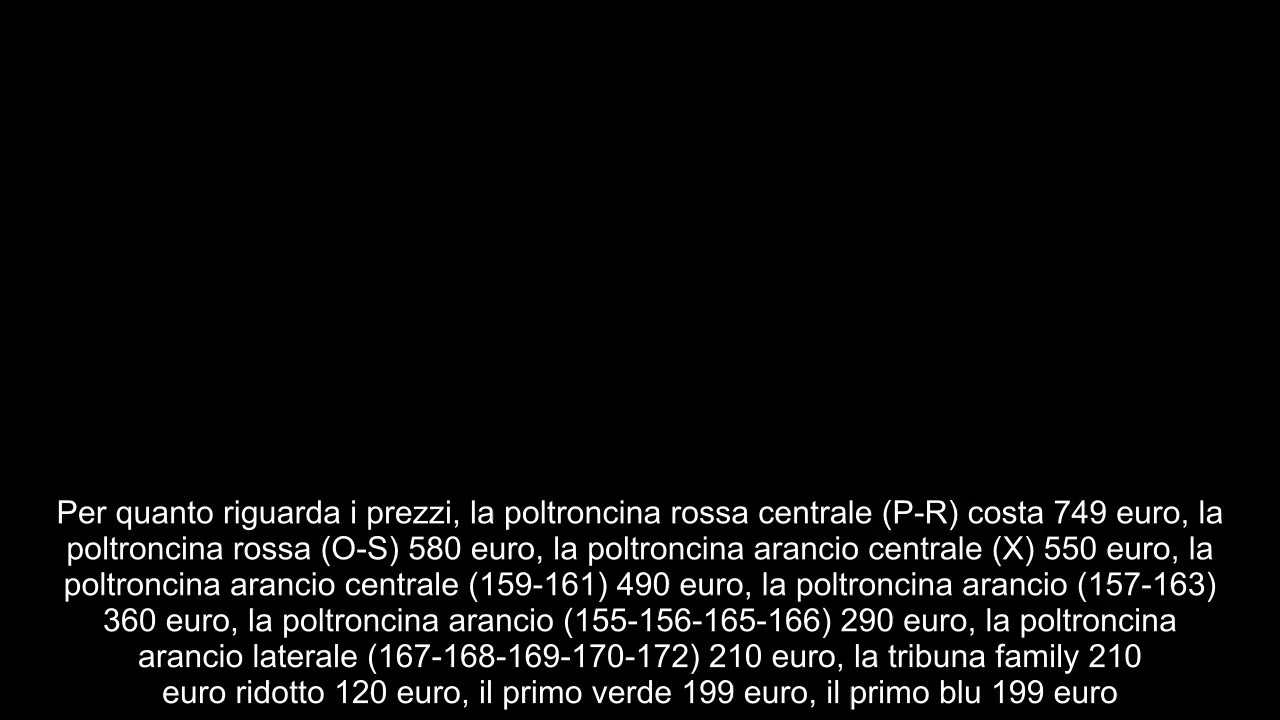 Per quanto riguarda i prezzi, la poltroncina rossa centrale (P-R) costa 749 euro, la
poltroncina rossa (O-S) 580 euro, la poltroncina arancio centrale (X) 550 euro, la
poltroncina arancio centrale (159-161) 490 euro, la poltroncina arancio (157-163)
360 euro, la poltroncina arancio (155-156-165-166) 290 euro, la poltroncina
arancio laterale (167-168-169-170-172) 210 euro, la tribuna family 210
euro ridotto 120 euro, il primo verde 199 euro, il primo blu 199 euro